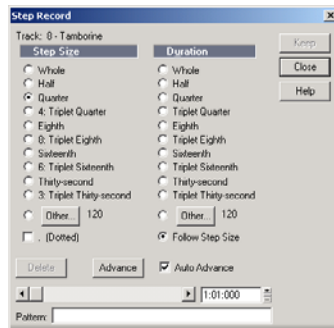 Step Record
Track: 0 - Tamborine
Keep
Step Size
Duration
Close
Help
Whole
Half
Quarter
4: Triplet Quarter
Eighth
8: Triplet Eighth
Sixteenth
6: Triplet Sixteenth
Thirty-second
3: Triplet Thirty-second
Other... 120
. (Dotted)
Whole
Half
Quarter
Triplet Quarter
Eighth
Triplet Eighth
Sixteenth
Triplet Sixteenth
Thirty-second
Triplet Thirty-second
Other... 120
Follow Step Size
Delete
Advance
Auto Advance
1:01:000
Pattern: